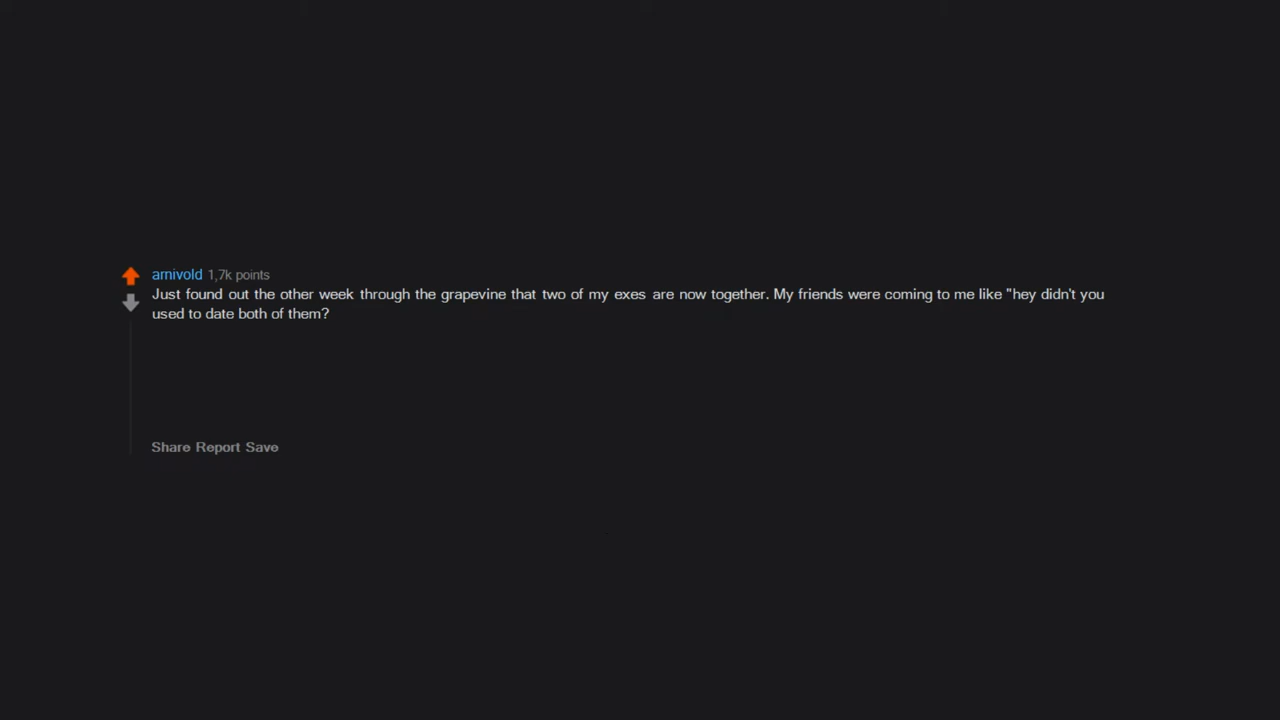 arnivold 1,7k points
Just found out the other week through the grapevine that two of my exes are now together. My friends were coming to me like "hey didn't you
used to date both of them?
Share Report Save